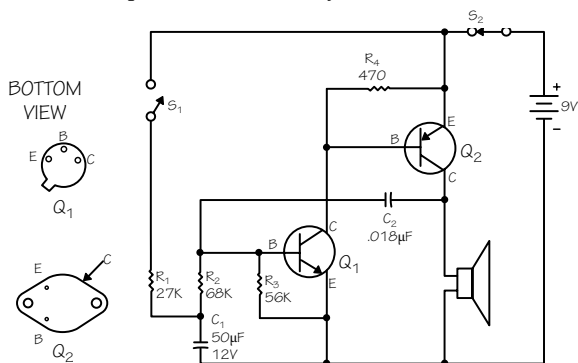 S2
R4
470
BOTTOM
VIEW
S1
+
9V
−
B
E
C
Q1
B
E
Q2
C
C2
.018µF
C
B
Q1
E
R1
27K
R2
68K
R3
56K
C1
50µF
12V
C
E
B
Q2